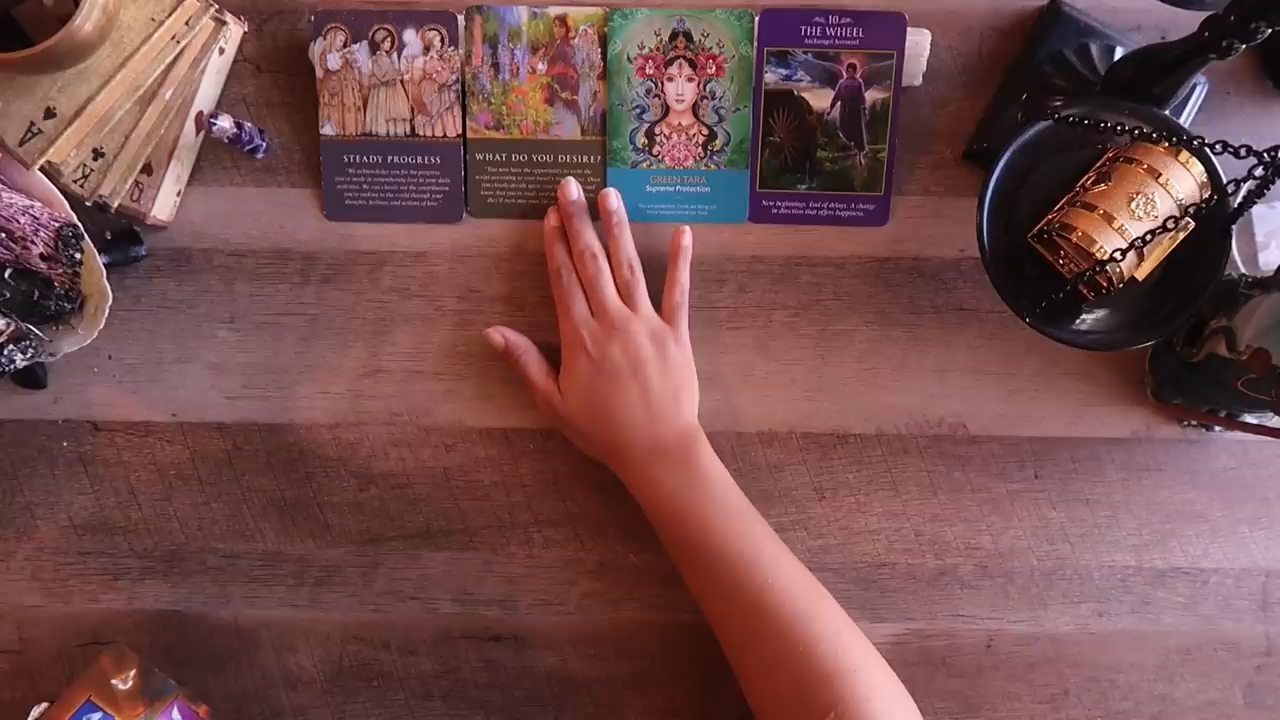 STEADY PROGRESS
"We acknowledge you for the progress
you've made in remembering love in your daily
activities. We can clearly see the contribution
you're making to the world through your
thoughts, feelings, and actions of love."
WHAT DO YOU DESIRE?
"You now have the opportunity to write the
script according to your heart's
GREEN TARA
Supreme Protection
10
THE WHEEL
Archangel Jeremiel
New beginnings. End of delays. A change
in direction that offers happiness.
A
K